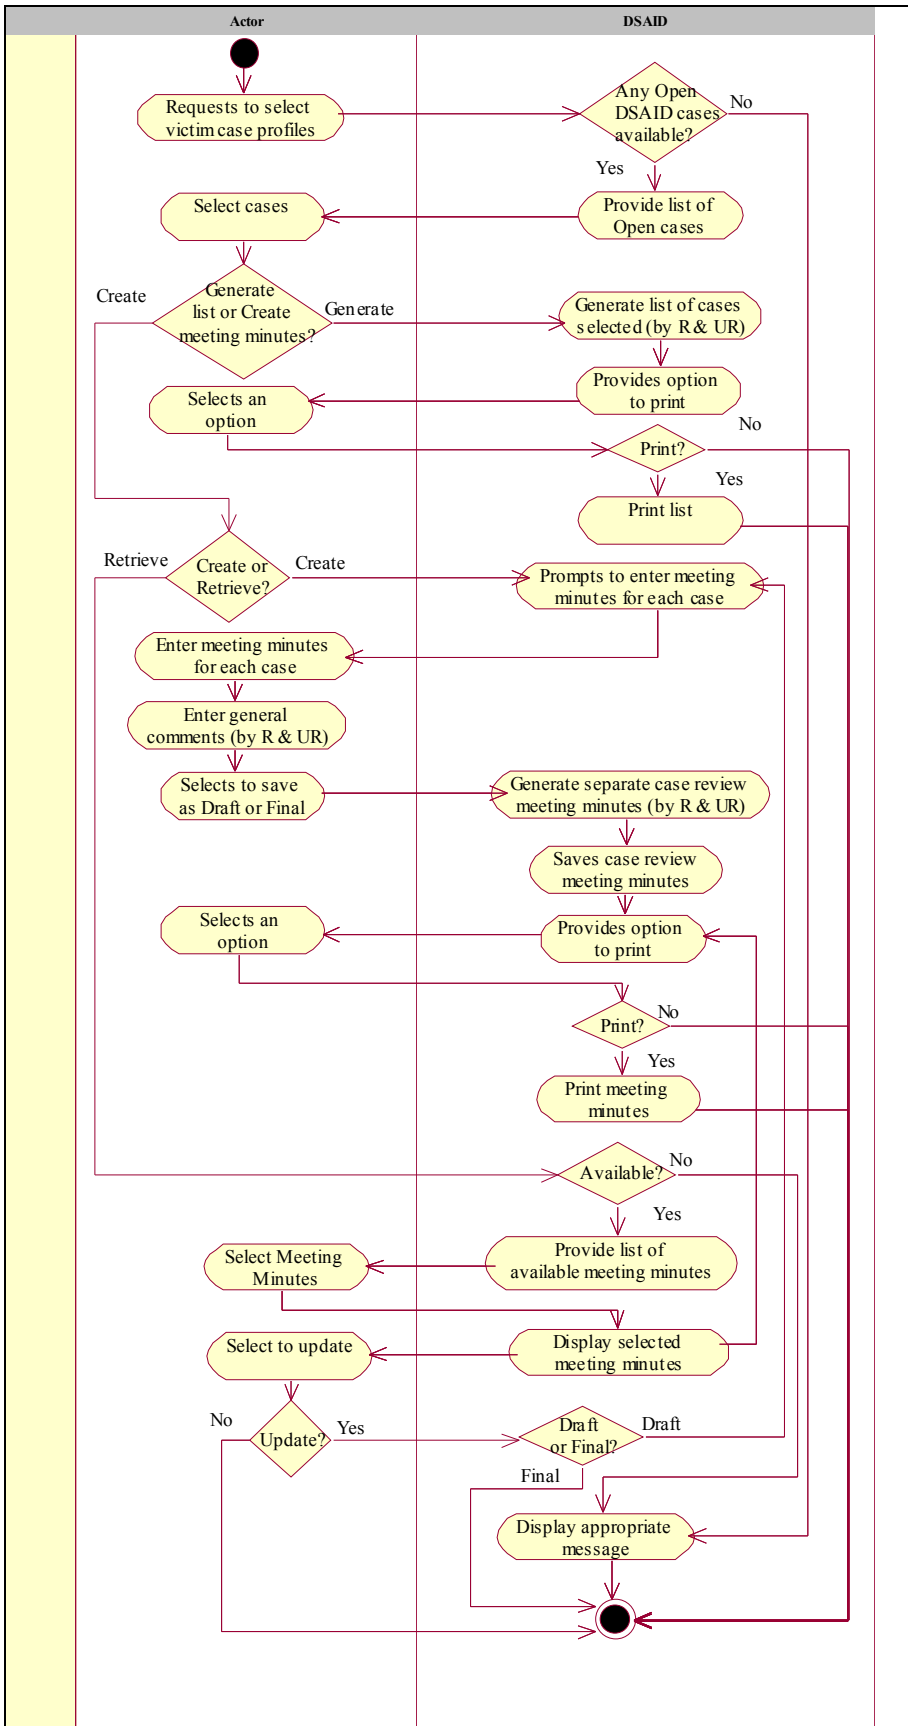 Actor
DSAID
Requests to select
victim case profiles
Any Open
DSAID cases
available?
No
Yes
Select cases
Provide list of
Open cases
Create
Generate
list or Create
meeting minutes?
Generate
Generate list of cases
selected (by R & UR)
Provides option
to print
Selects an
option
No
Print?
Yes
Print list
Retrieve
Create or
Retrieve?
Create
Prompts to enter meeting
minutes for each case
Enter meeting minutes
for each case
Enter general
comments (by R & UR)
Selects to save
as Draft or Final
Generate separate case review
meeting minutes (by R & UR)
Saves case review
meeting minutes
Selects an
option
Provides option
to print
Print?
No
Yes
Print meeting
minutes
Available?
No
Yes
Select Meeting
Minutes
Provide list of
available meeting minutes
Select to update
Display selected
meeting minutes
No
Update?
Yes
Draft
or Final?
Draft
Final
Display appropriate
message